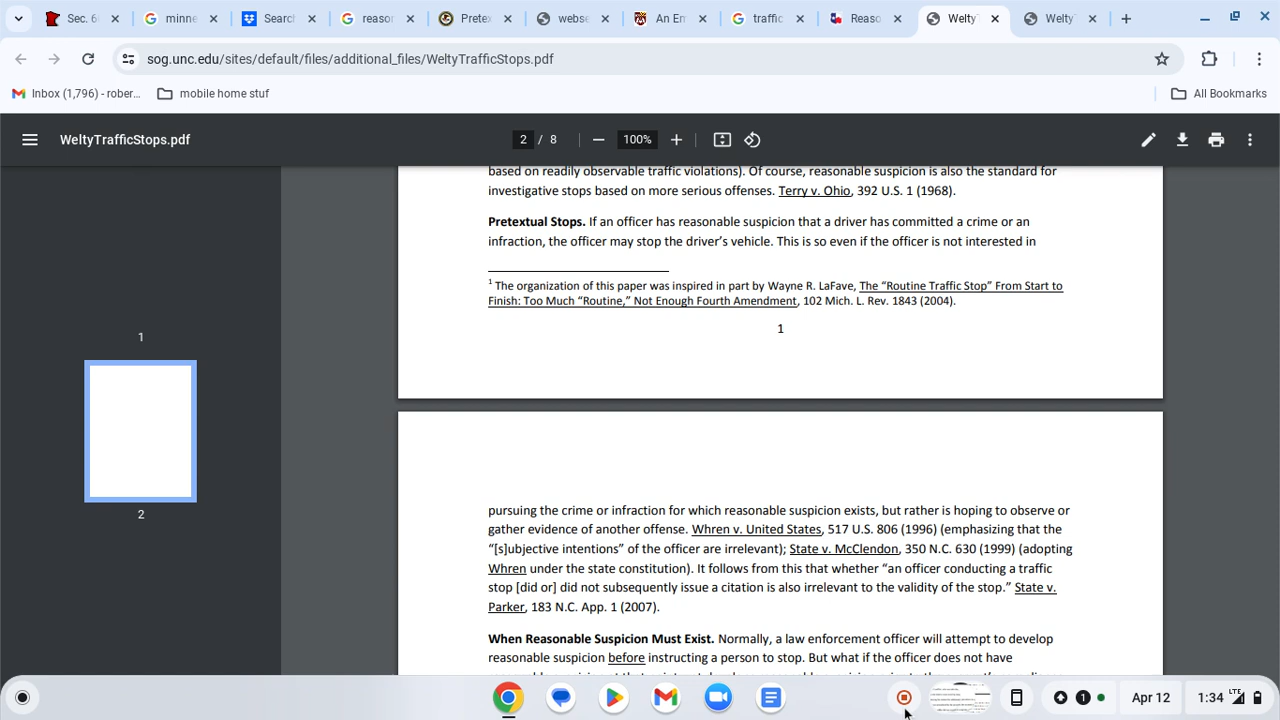 Sec. 6
minne
Search
reason
Pretex
webse
An Em
traffic
Reaso
Welty
Welty
sog.unc.edu/sites/default/files/additional_files/WeltyTrafficStops.pdf
Inbox (1,796) - rober...
mobile home stuf
All Bookmarks
WeltyTrafficStops.pdf
2 / 8
100%
based on readily observable traffic violations). Of course, reasonable suspicion is also the standard for
investigative stops based on more serious offenses. Terry v. Ohio, 392 U.S. 1 (1968).
Pretextual Stops. If an officer has reasonable suspicion that a driver has committed a crime or an
infraction, the officer may stop the driver’s vehicle. This is so even if the officer is not interested in
1 The organization of this paper was inspired in part by Wayne R. LaFave, The “Routine Traffic Stop” From Start to
Finish: Too Much “Routine,” Not Enough Fourth Amendment, 102 Mich. L. Rev. 1843 (2004).
1
1
2
pursuing the crime or infraction for which reasonable suspicion exists, but rather is hoping to observe or
gather evidence of another offense. Whren v. United States, 517 U.S. 806 (1996) (emphasizing that the
“[s]ubjective intentions” of the officer are irrelevant); State v. McClendon, 350 N.C. 630 (1999) (adopting
Whren under the state constitution). It follows from this that whether “an officer conducting a traffic
stop [did or] did not subsequently issue a citation is also irrelevant to the validity of the stop.” State v.
Parker, 183 N.C. App. 1 (2007).
When Reasonable Suspicion Must Exist. Normally, a law enforcement officer will attempt to develop
reasonable suspicion before instructing a person to stop. But what if the officer does not have
1
Apr 12
1:34
LTE